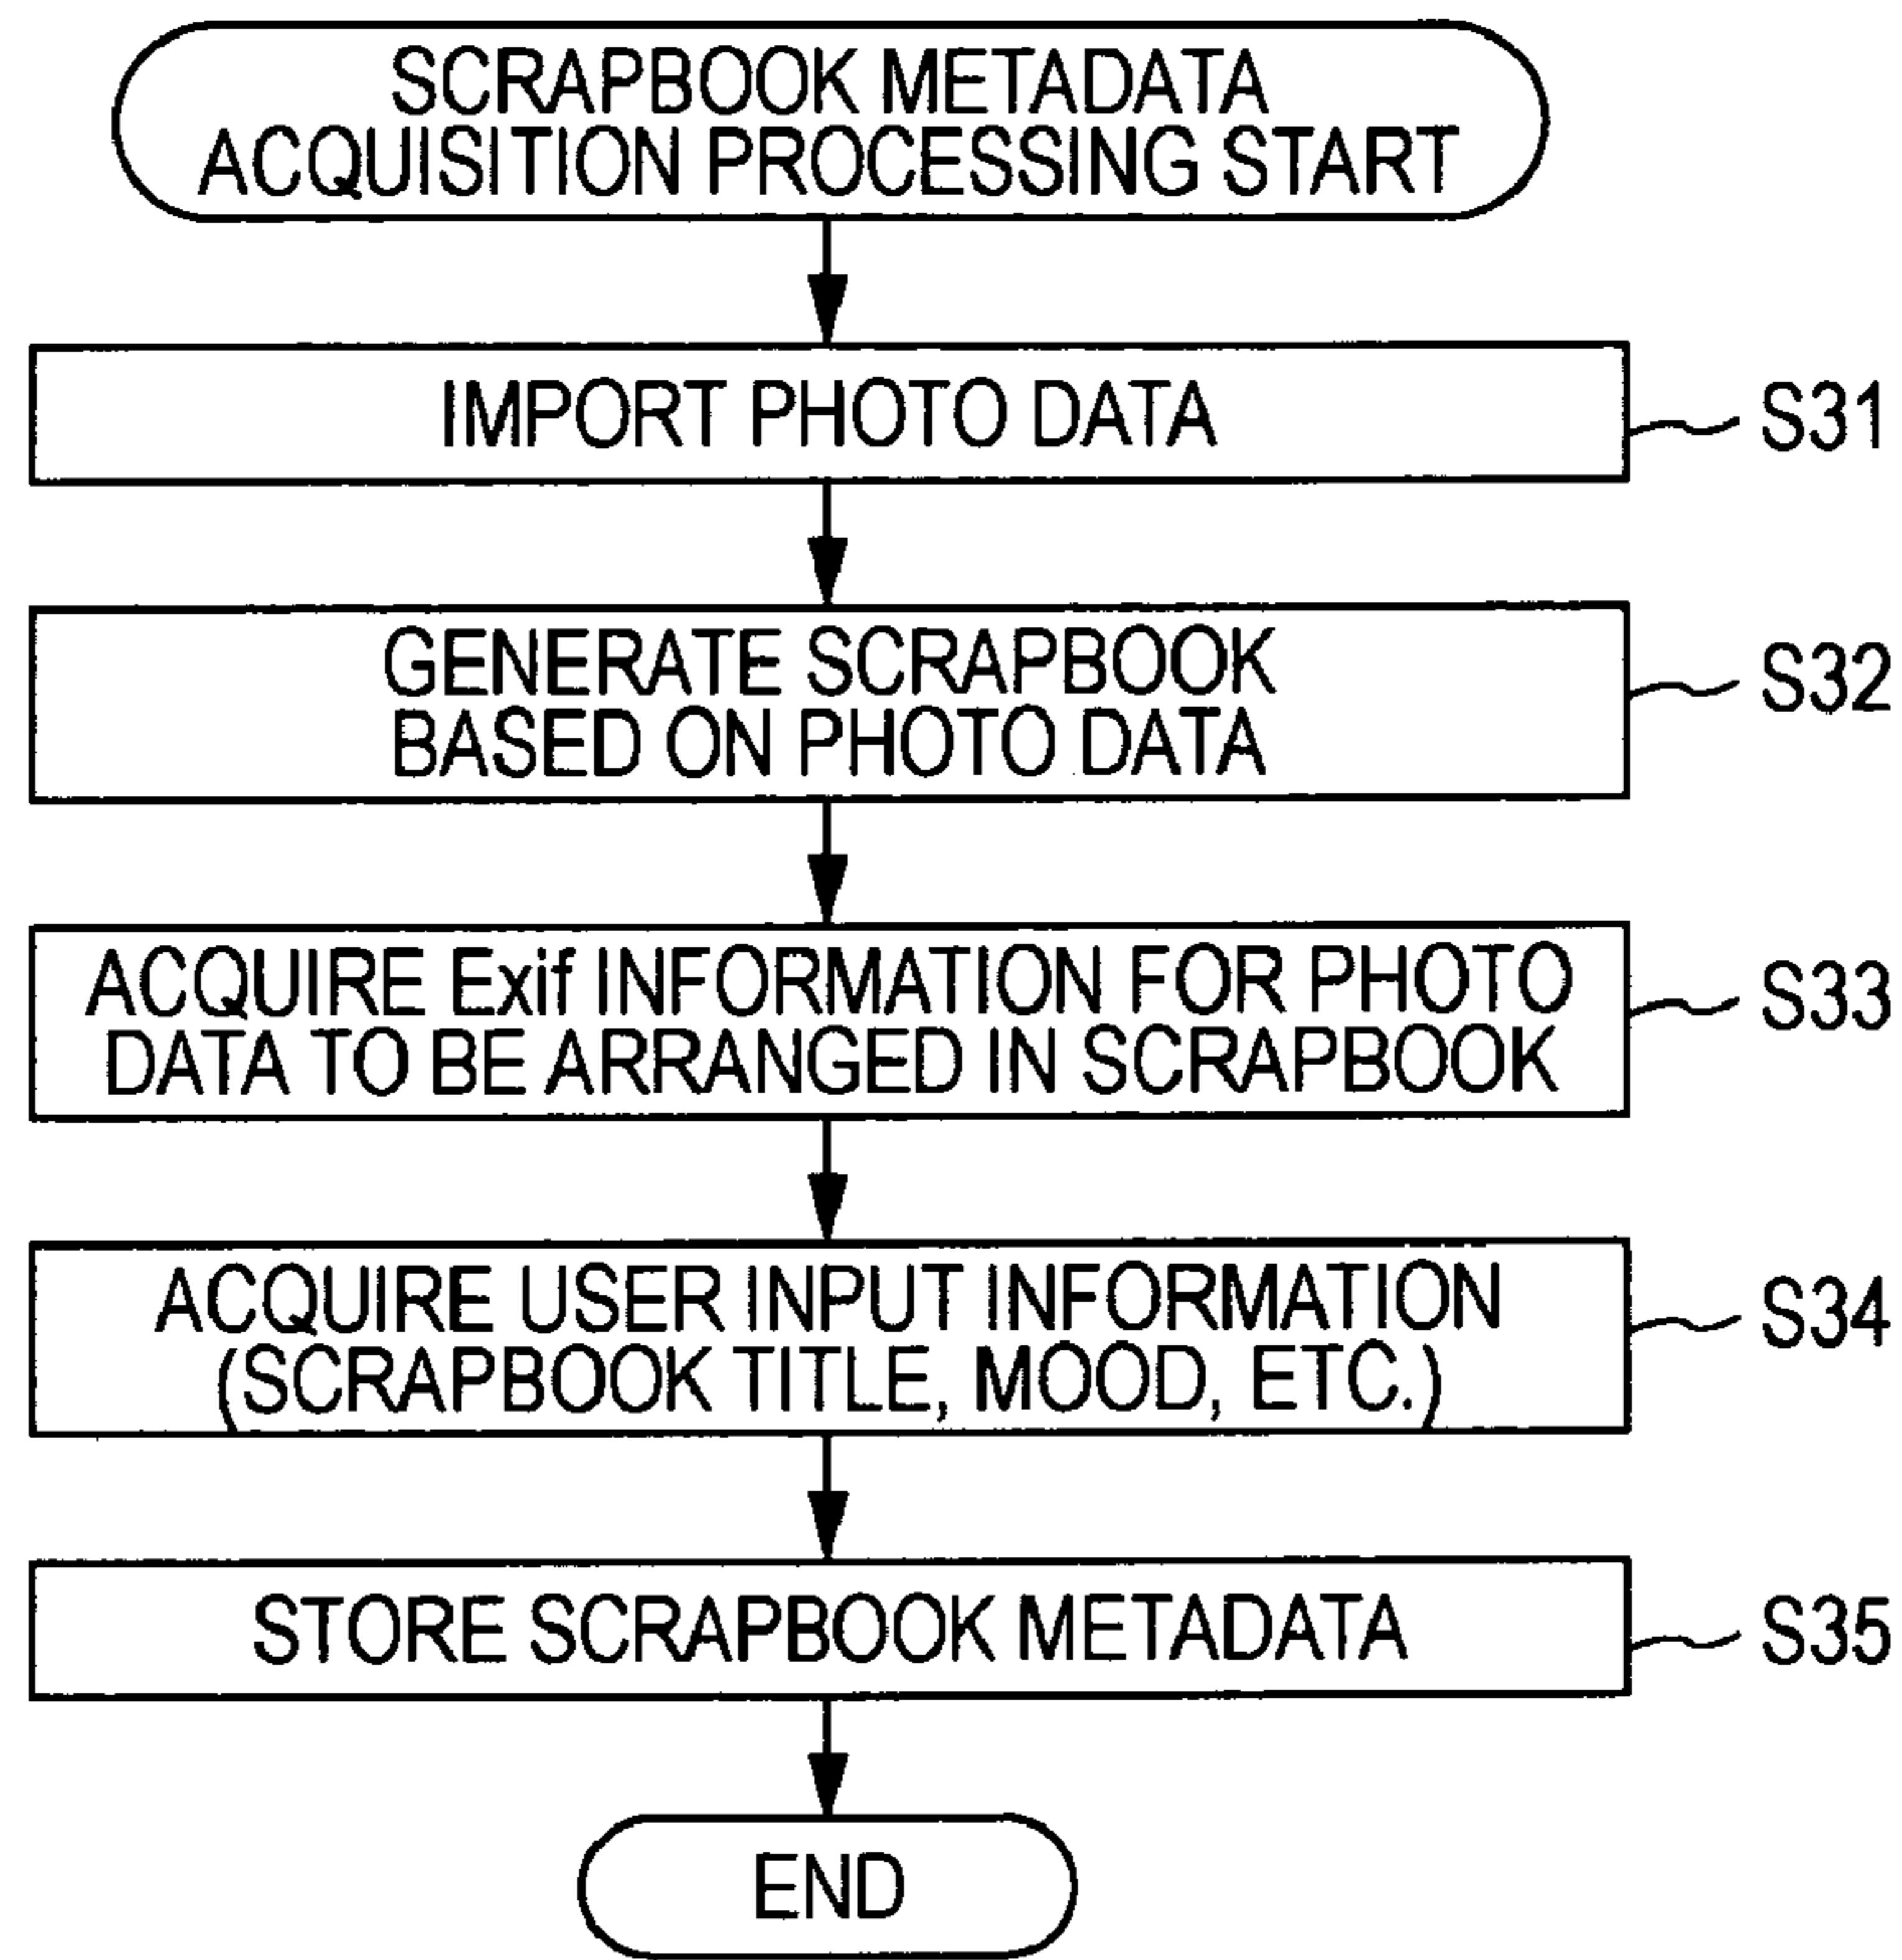 SCRAPBOOK METADATA
ACQUISITION PROCESSING START
IMPORT PHOTO DATA
S31
GENERATE SCRAPBOOK
BASED ON PHOTO DATA
S32
ACQUIRE Exif INFORMATION FOR PHOTO
DATA TO BE ARRANGED IN SCRAPBOOK
S33
ACQUIRE USER INPUT INFORMATION
(SCRAPBOOK TITLE, MOOD, ETC.)
S34
STORE SCRAPBOOK METADATA
S35
END